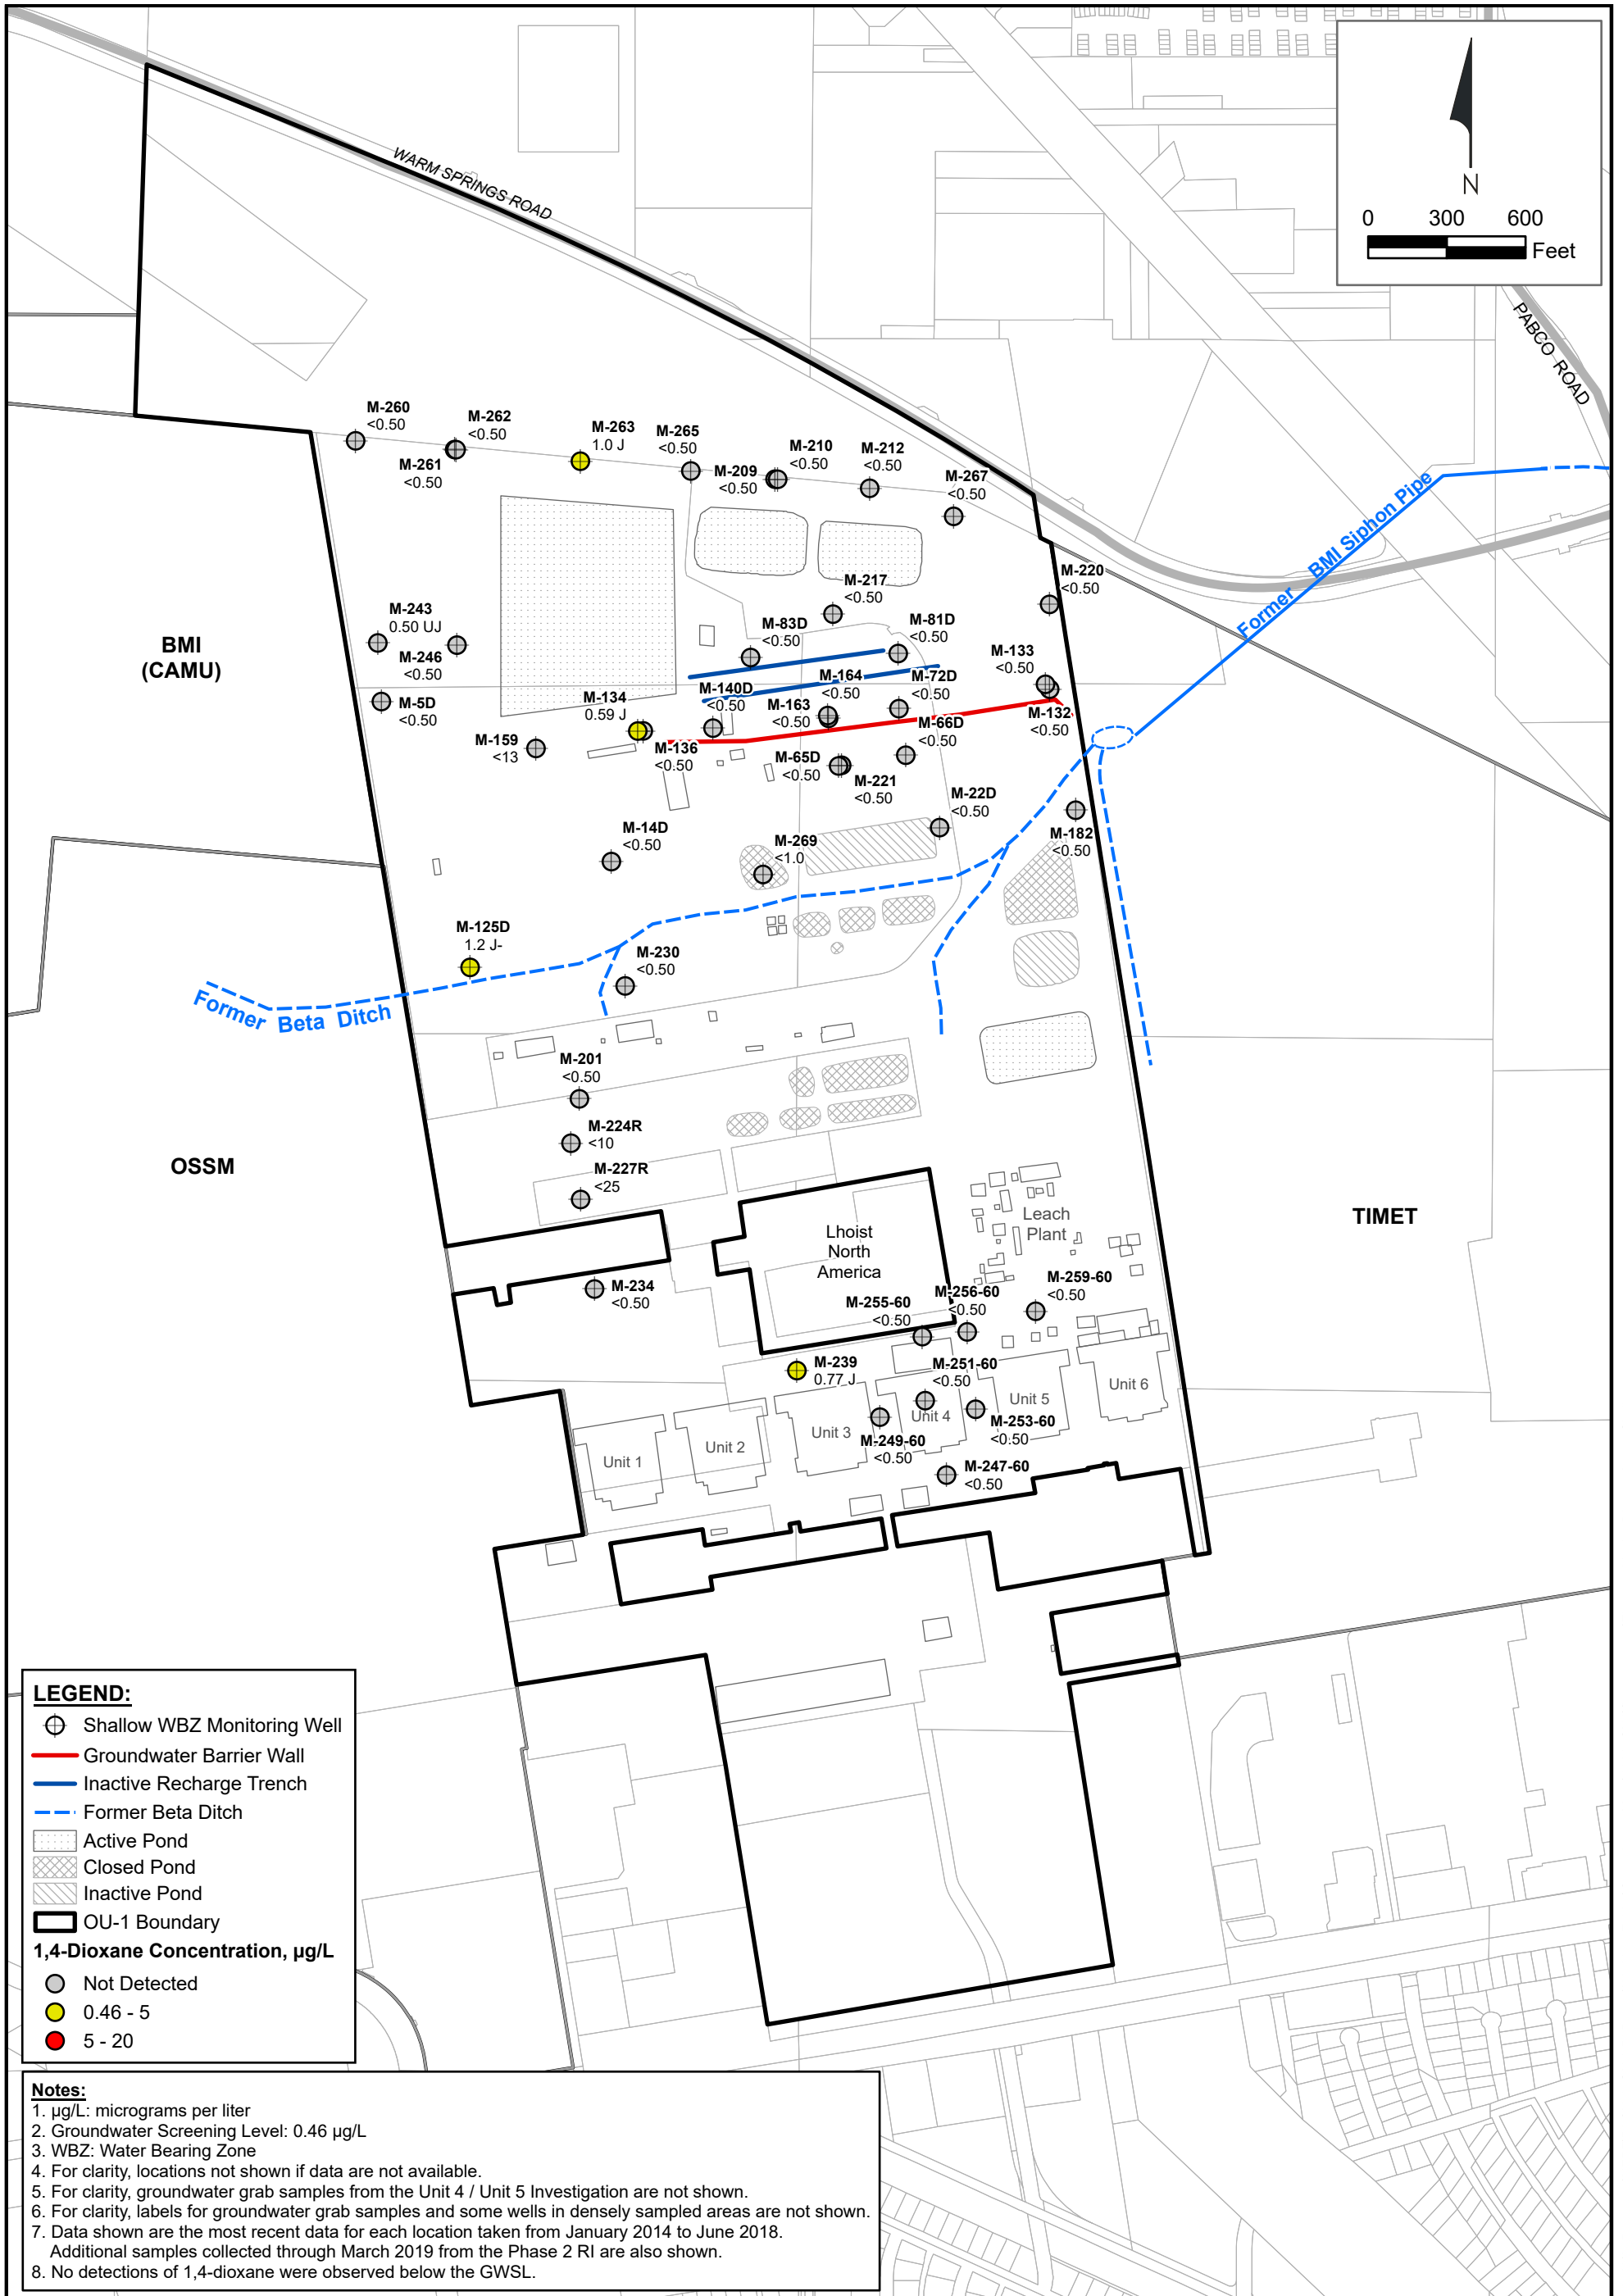 WARM SPRINGS ROAD
N
0 300 600
Feet
PABCO ROAD
M-260
<0.50
M-262
<0.50
M-261
<0.50
M-263
1.0 J
M-265
<0.50
M-209
<0.50
M-210
<0.50
M-212
<0.50
M-267
<0.50
Former BMI Siphon Pipe
M-220
<0.50
M-217
<0.50
M-243
0.50 UJ
M-246
<0.50
M-83D
<0.50
M-81D
<0.50
BMI
(CAMU)
M-133
<0.50
M-5D
<0.50
M-134
0.59 J
M-140D
<0.50
M-164
<0.50
M-72D
<0.50
M-163
<0.50
M-132
<0.50
M-159
<13
M-136
<0.50
M-66D
<0.50
M-65D
<0.50
M-221
<0.50
M-22D
<0.50
M-182
<0.50
M-14D
<0.50
M-269
<1.0
M-125D
1.2 J-
M-230
<0.50
Former Beta Ditch
M-201
<0.50
M-224R
<10
OSSM
M-227R
<25
TIMET
Leach
Plant
Lhoist
North
America
M-234
<0.50
M-259-60
<0.50
M-256-60
<0.50
M-255-60
<0.50
M-239
0.77 J
M-251-60
<0.50
Unit 6
Unit 5
Unit 4
M-253-60
<0.50
Unit 3
M-249-60
<0.50
Unit 2
Unit 1
M-247-60
<0.50
LEGEND:
Shallow WBZ Monitoring Well
Groundwater Barrier Wall
Inactive Recharge Trench
Former Beta Ditch
Active Pond
Closed Pond
Inactive Pond
OU-1 Boundary
1,4-Dioxane Concentration, µg/L
Not Detected
0.46 - 5
5 - 20
Notes:
1. µg/L: micrograms per liter
2. Groundwater Screening Level: 0.46 µg/L
3. WBZ: Water Bearing Zone
4. For clarity, locations not shown if data are not available.
5. For clarity, groundwater grab samples from the Unit 4 / Unit 5 Investigation are not shown.
6. For clarity, labels for groundwater grab samples and some wells in densely sampled areas are not shown.
7. Data shown are the most recent data for each location taken from January 2014 to June 2018.
Additional samples collected through March 2019 from the Phase 2 RI are also shown.
8. No detections of 1,4-dioxane were observed below the GWSL.